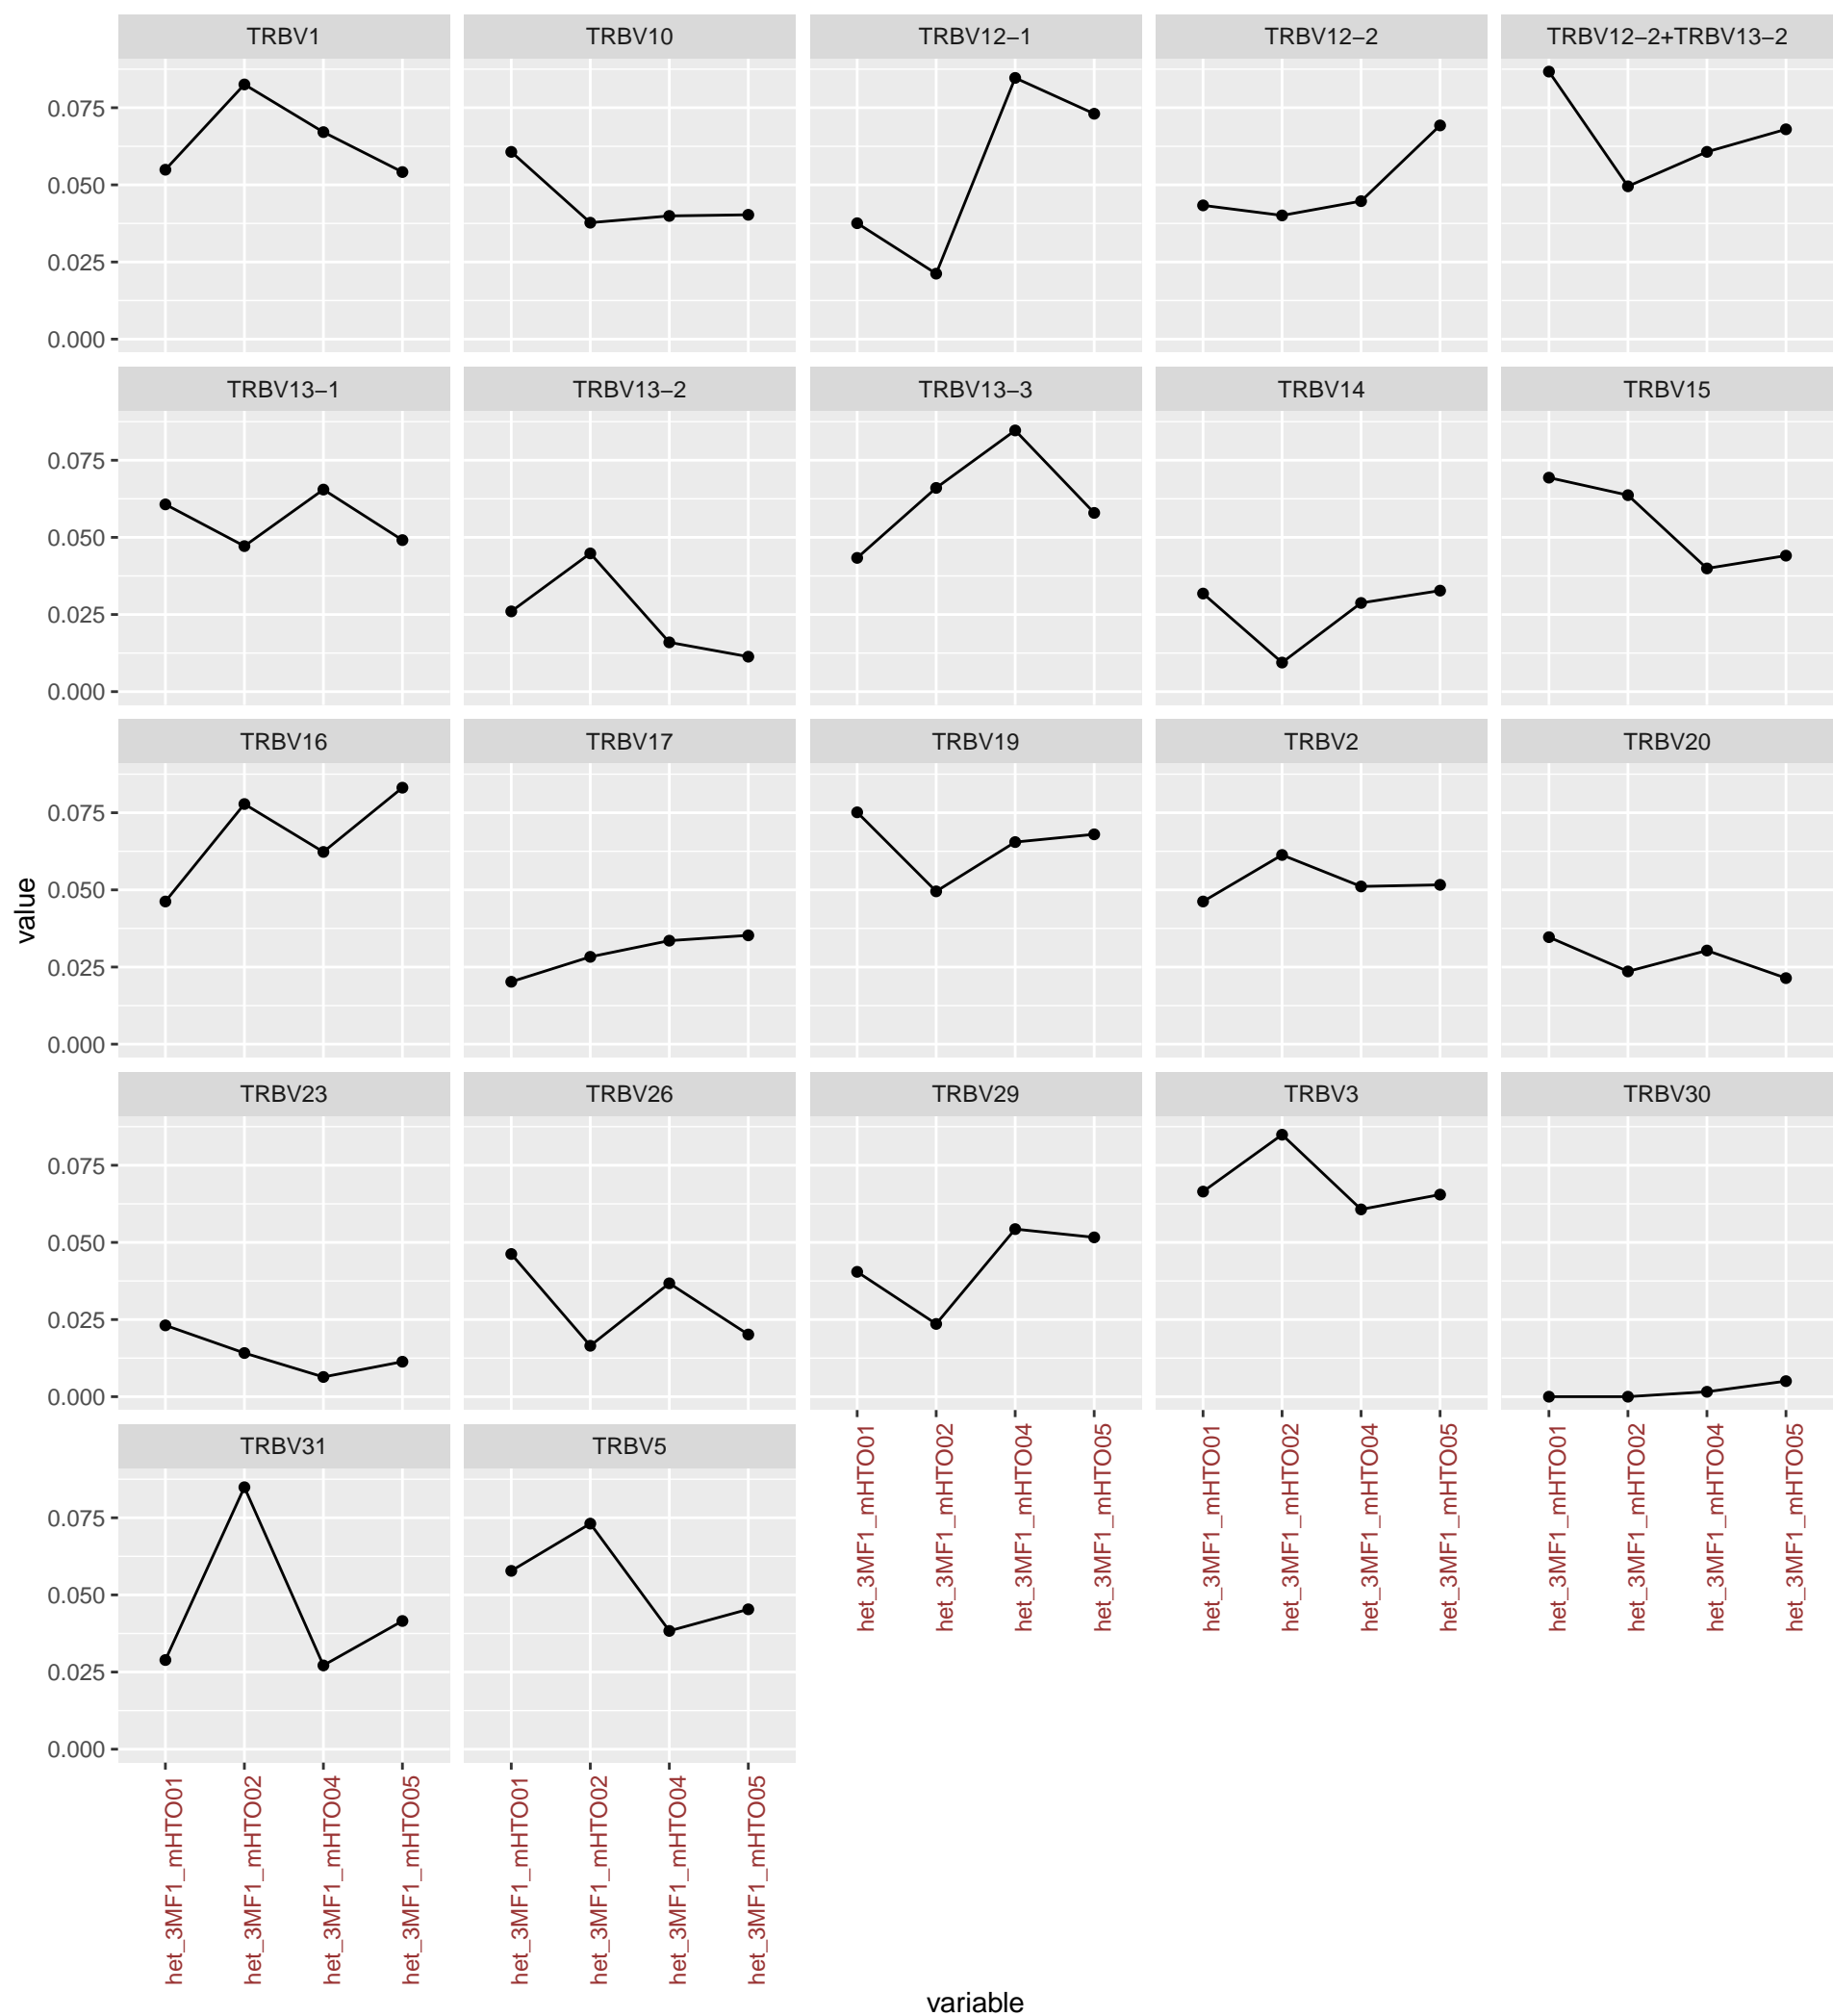 TRBV1 TRBV10 TRBV12−1 TRBV12−2 TRBV12−2+TRBV13−2
0.075
0.050
0.025
0.000
TRBV13−1 TRBV13−2 TRBV13−3 TRBV14 TRBV15
0.075
0.050
0.025
0.000
TRBV16 TRBV17 TRBV19 TRBV2 TRBV20
0.075
0.050
0.025
0.000
value
TRBV23 TRBV26 TRBV29 TRBV3 TRBV30
0.075
0.050
0.025
0.000
het_3MF1_mHTO01
het_3MF1_mHTO02
het_3MF1_mHTO04
het_3MF1_mHTO05
het_3MF1_mHTO01
het_3MF1_mHTO02
het_3MF1_mHTO04
het_3MF1_mHTO05
het_3MF1_mHTO01
het_3MF1_mHTO02
het_3MF1_mHTO04
het_3MF1_mHTO05
TRBV31 TRBV5
0.075
0.050
0.025
0.000
het_3MF1_mHTO01
het_3MF1_mHTO02
het_3MF1_mHTO04
het_3MF1_mHTO05
het_3MF1_mHTO01
het_3MF1_mHTO02
het_3MF1_mHTO04
het_3MF1_mHTO05
variable